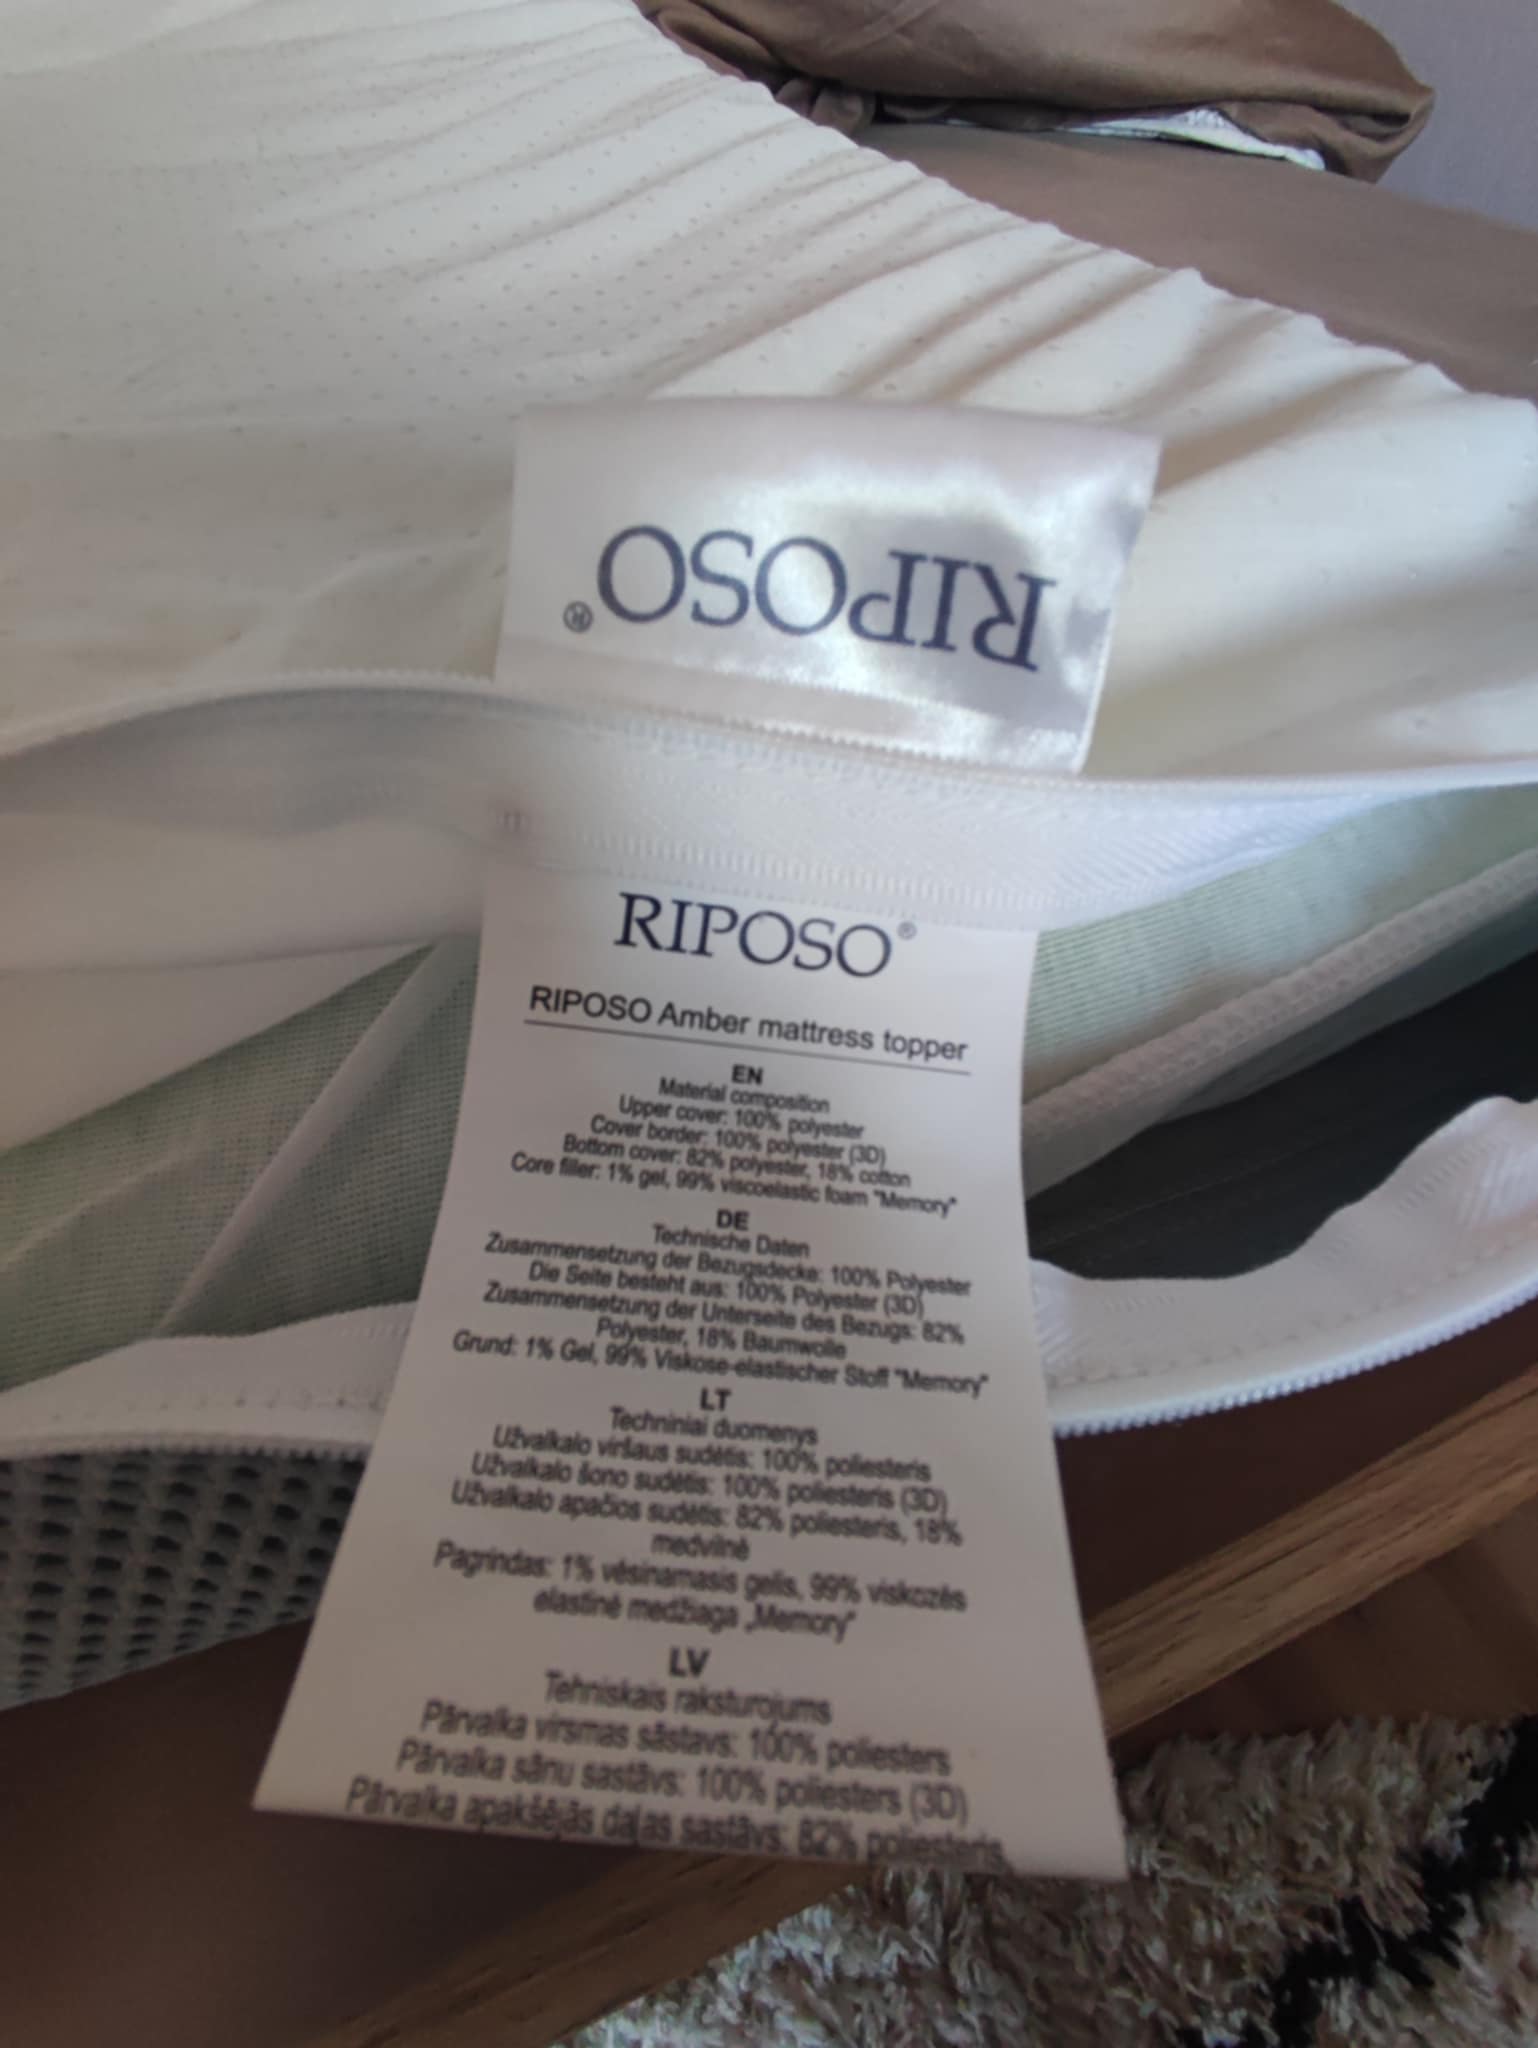 RIPOSO®
RIPOSO®
RIPOSO Amber mattress topper
EN
Material composition
Upper cover: 100% polyester
Cover border: 100% polyester (3D)
Bottom cover: 82% polyester, 18% cotton
Core filler: 1% gel, 99% viscoelastic foam "Memory"
DE
Technische Daten
Zusammensetzung der Bezugsdecke: 100% Polyester
Die Seite besteht aus: 100% Polyester (3D)
Zusammensetzung der Unterseite des Bezugs: 82%
Polyester, 18% Baumwolle
Grund: 1% Gel, 99% Viskose-elastischer Stoff "Memory"
LT
Techniniai duomenys
Užvalkalo viršaus sudėtis: 100% poliesteris
Užvalkalo šono sudėtis: 100% poliesteris (3D)
Užvalkalo apačios sudėtis: 82% poliesteris, 18%
medvilnė
Pagrindas: 1% vėsinamasis gelis, 99% viskozės
elastinė medžiaga „Memory"
LV
Tehniskais raksturojums
Pārvalka virsmas sastāvs: 100% poliesters
Pārvalka sānu sastāvs: 100% poliesters (3D)
Pārvalka apakšējās daļas sastāvs: 82% poliesteris,